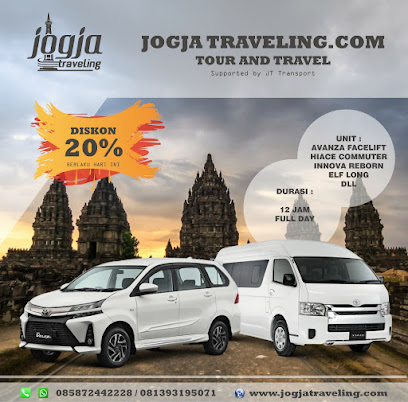 jogja
traveling
JOGJA TRAVELING.COM
TOUR AND TRAVEL
Supported by JT Transport
DISKON
20%
BERLAKU HARI INI
UNIT :
AVANZA FACELIFT
HIACE COMMUTER
INNOVA REBORN
ELF LONG
DLL
DURASI :
12 JAM
FULL DAY
085872442228 / 081393195071
www.jogjatraveling.com